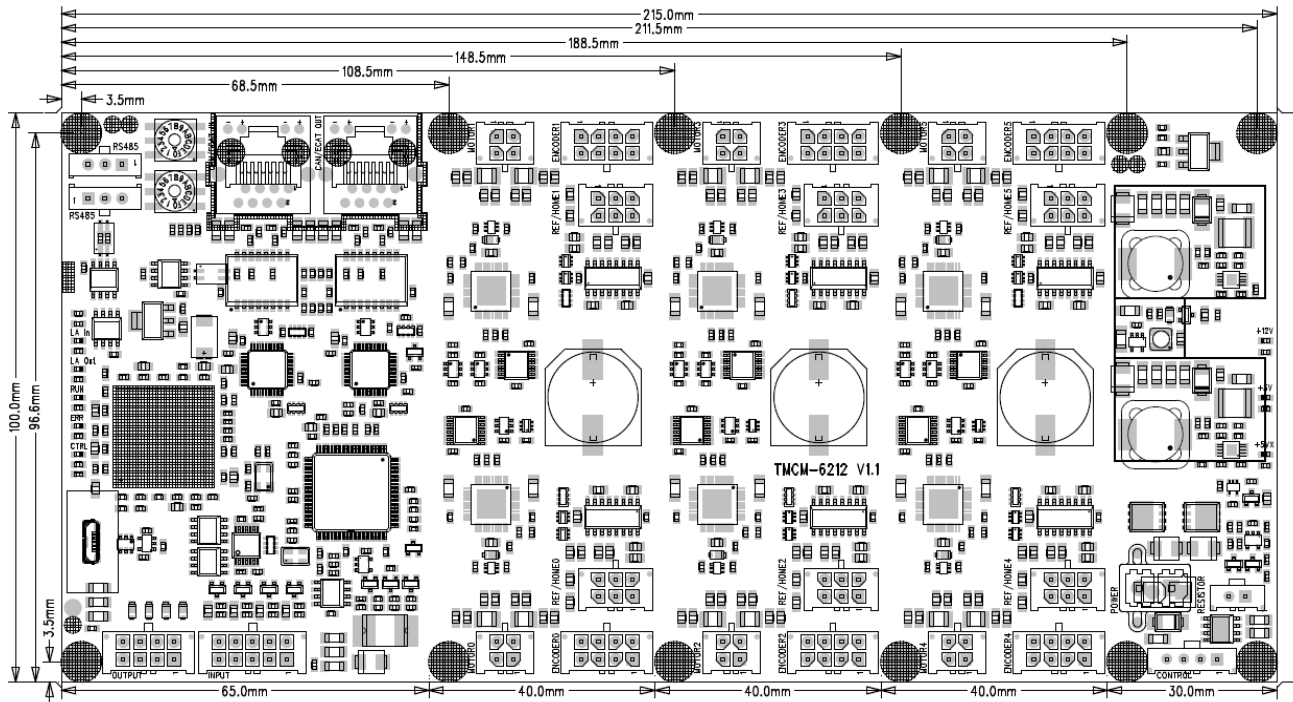 215.0mm
211.5mm
188.5mm
148.5mm
108.5mm
68.5mm
3.5mm
100.0mm
96.6mm
3.5mm
RS485
RS485
CAN/ECAT OUT
MOTOR1
ENCODER1
MOTOR3
ENCODER3
MOTOR5
ENCODER5
REF/HOME1
REF/HOME3
REF/HOME5
LA In
LA Out
RUN
ERR
CTRL
+12V
+5V
+5VX
TMCM-6212 V1.1
REF/HOME0
REF/HOME2
REF/HOME4
POWER
RESISTOR
MOTOR0
ENCODER0
MOTOR2
ENCODER2
MOTOR4
ENCODER4
OUTPUT
INPUT
CONTROL
65.0mm
40.0mm
40.0mm
40.0mm
30.0mm